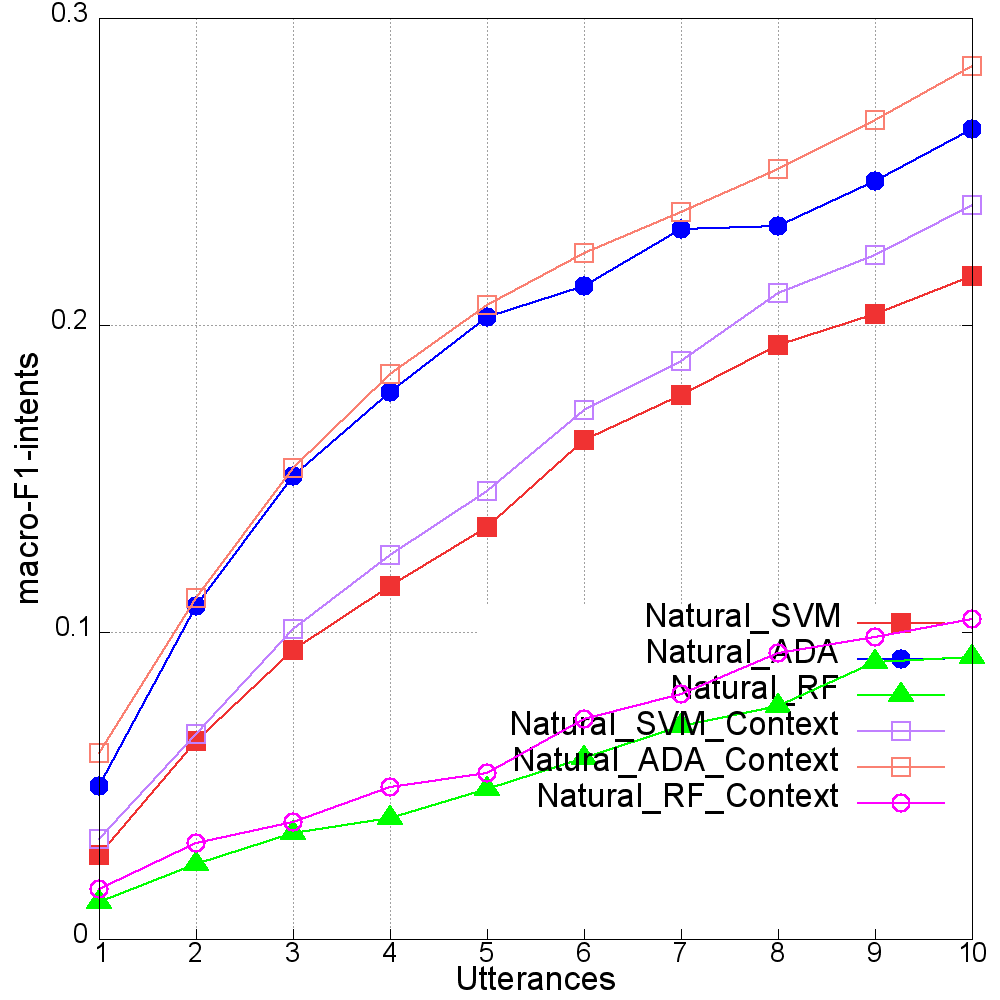 0.3
0.2
0.1
0
macro-F1-intents
Natural_SVM
Natural_ADA
Natural_RF
Natural_SVM_Context
Natural_ADA_Context
Natural_RF_Context
1 2 3 4 5 6 7 8 9 10
Utterances